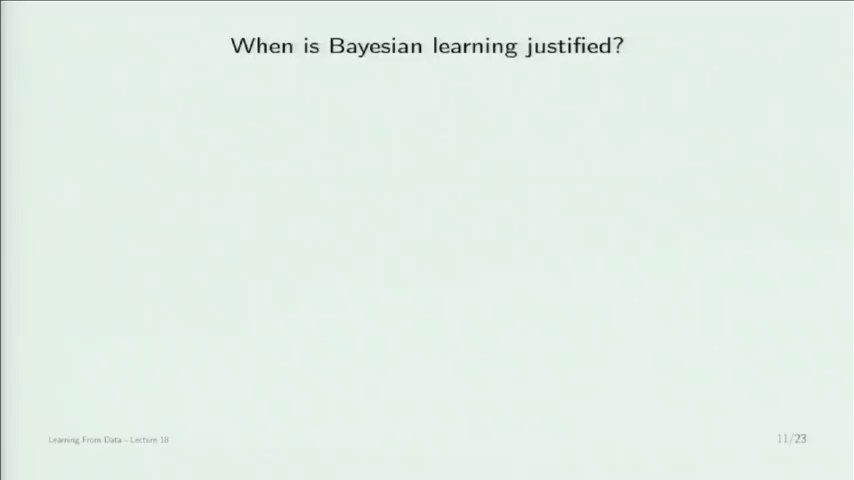 When is Bayesian learning justified?
Learning From Data - Lecture 18
11/23